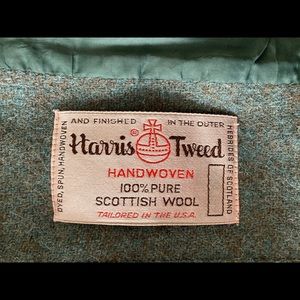 DYED, SPUN, HANDWOVEN
AND FINISHED IN THE OUTER
HEBRIDES OF SCOTLAND
Harris® Tweed
HANDWOVEN
100% PURE
SCOTTISH WOOL
TAILORED IN THE U.S.A.